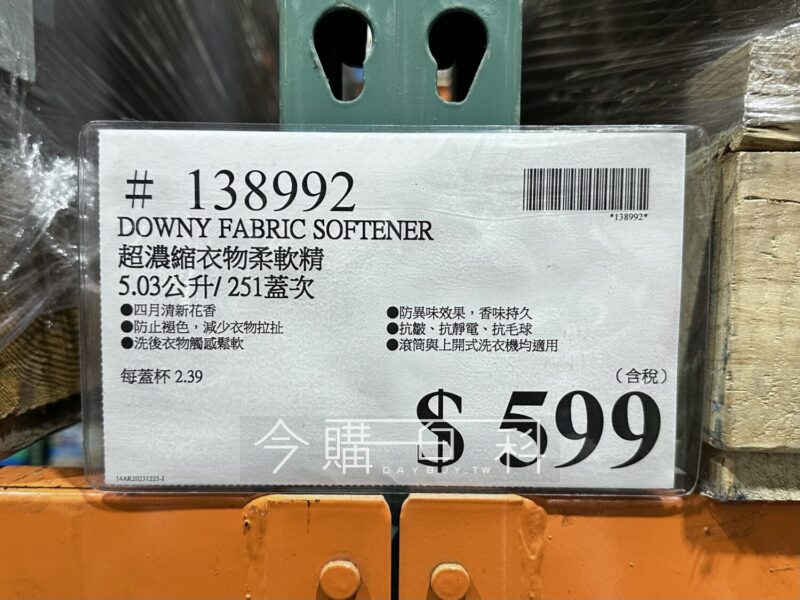 # 138992
*138992*
DOWNY FABRIC SOFTENER
超濃縮衣物柔軟精
5.03公升/ 251蓋次
●四月清新花香
●防止褪色，減少衣物拉扯
●洗後衣物觸感鬆軟
●防異味效果，香味持久
●抗皺、抗靜電、抗毛球
●滾筒與上開式洗衣機均適用
每蓋杯 2.39
（含稅）
$ 599
今購百科
DAYBUY.TW
14AR20231225-I